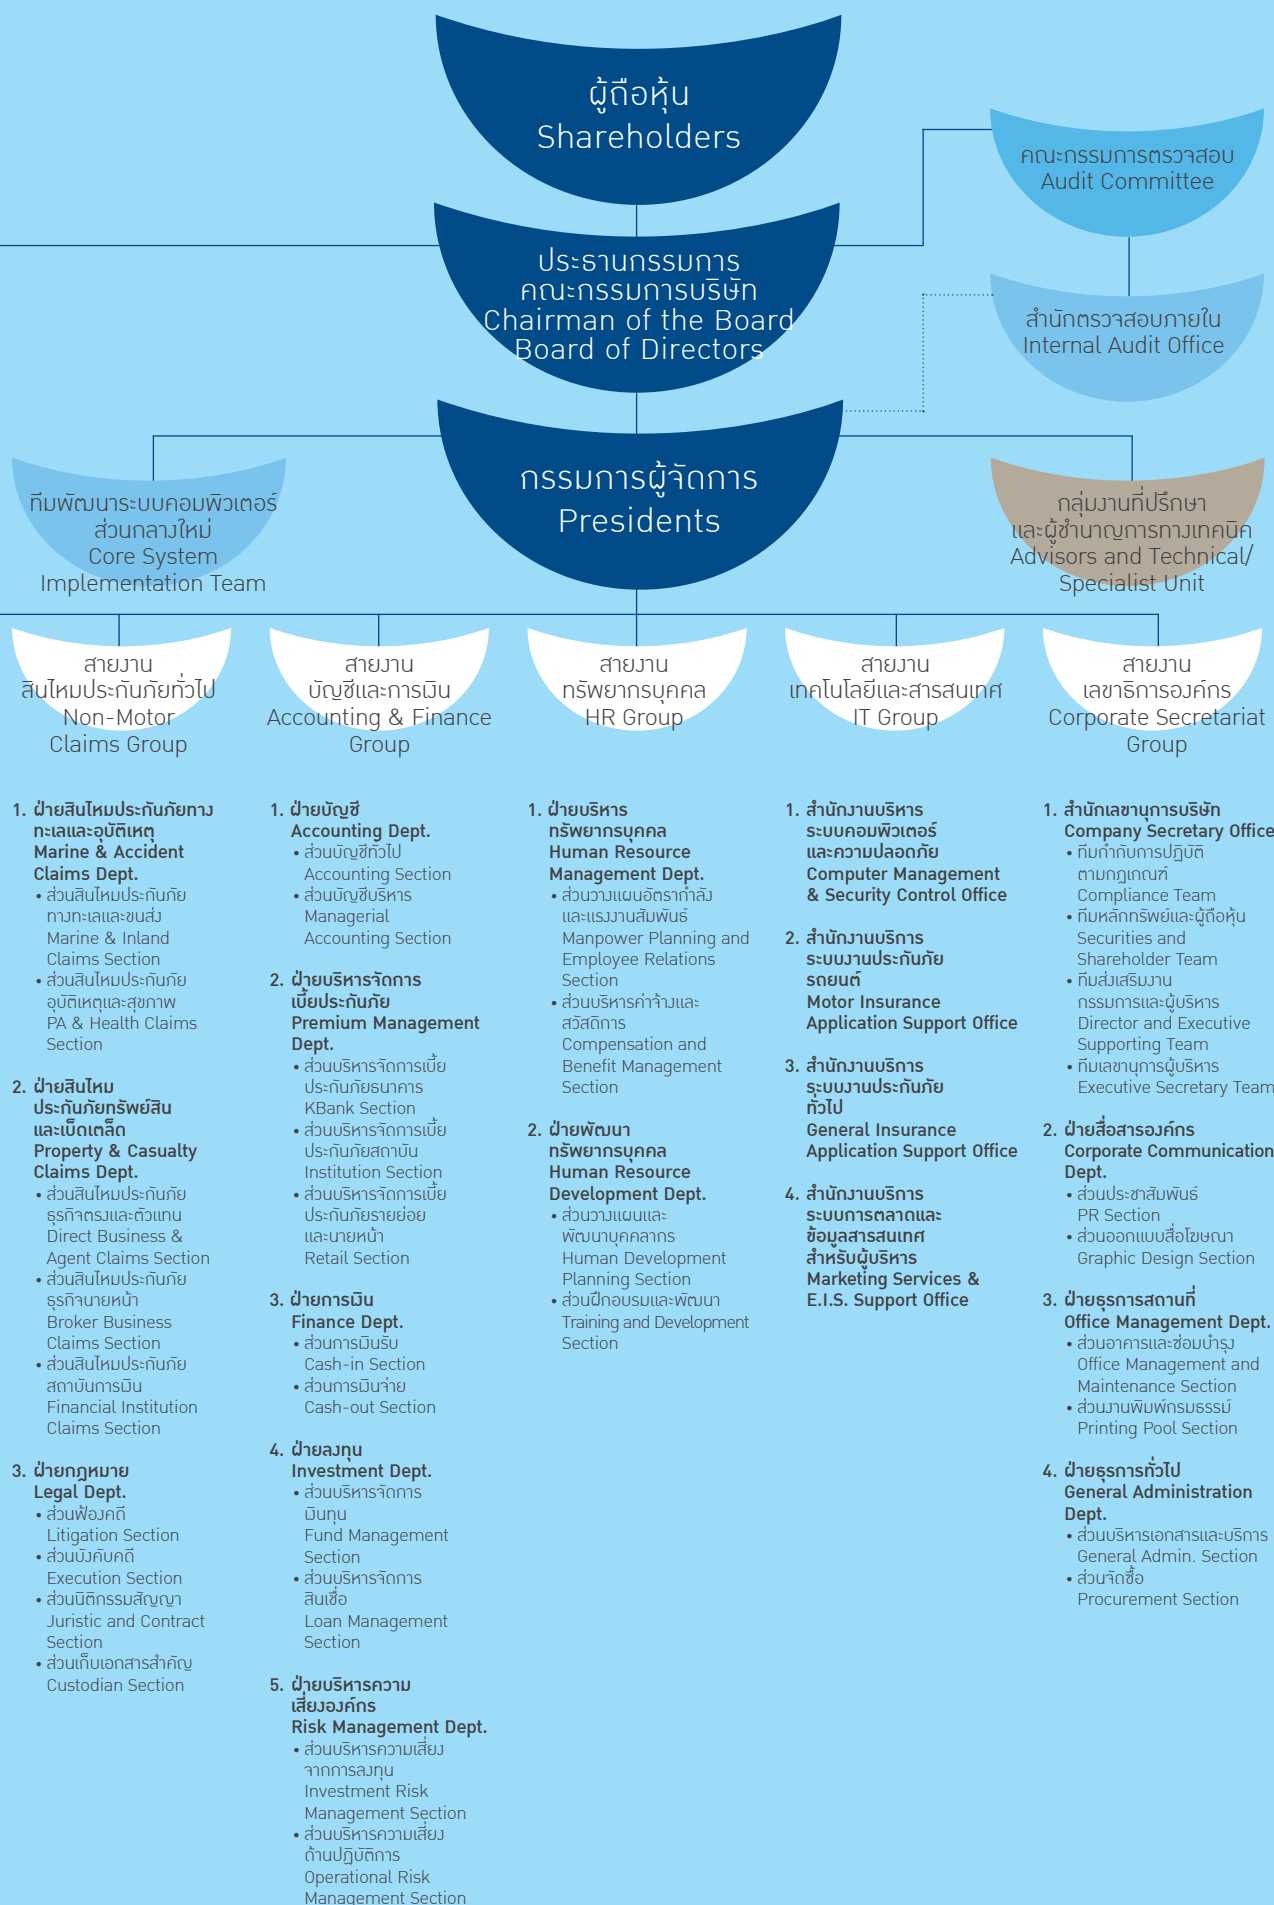 ผู้ถือหุ้น
Shareholders
คณะกรรมการตรวจสอบ
Audit Committee
ประธานกรรมการ
คณะกรรมการบริษัท
Chairman of the Board
Board of Directors
สำนักตรวจสอบภายใน
Internal Audit Office
กรรมการผู้จัดการ
Presidents
ทีมพัฒนาระบบคอมพิวเตอร์
ส่วนกลางใหม่
Core System
Implementation Team
กลุ่มงานที่ปรึกษา
และผู้ชำนาญการทางเทคนิค
Advisors and Technical/
Specialist Unit
สายงาน
สินไหมประกันภัยทั่วไป
Non-Motor
Claims Group
สายงาน
บัญชีและการเงิน
Accounting & Finance
Group
สายงาน
ทรัพยากรบุคคล
HR Group
สายงาน
เทคโนโลยีและสารสนเทศ
IT Group
สายงาน
เลขาธิการองค์กร
Corporate Secretariat
Group
1. ฝ่ายสินไหมประกันภัยทาง
ทะเลและอุบัติเหตุ
Marine & Accident
Claims Dept.
• ส่วนสินไหมประกันภัย
ทางทะเลและขนส่ง
Marine & Inland
Claims Section
• ส่วนสินไหมประกันภัย
อุบัติเหตุและสุขภาพ
PA & Health Claims
Section
2. ฝ่ายสินไหม
ประกันภัยทรัพย์สิน
และเบ็ดเตล็ด
Property & Casualty
Claims Dept.
• ส่วนสินไหมประกันภัย
ธุรกิจตรงและตัวแทน
Direct Business &
Agent Claims Section
• ส่วนสินไหมประกันภัย
ธุรกิจนายหน้า
Broker Business
Claims Section
• ส่วนสินไหมประกันภัย
สถาบันการเงิน
Financial Institution
Claims Section
3. ฝ่ายกฎหมาย
Legal Dept.
• ส่วนฟ้องคดี
Litigation Section
• ส่วนบังคับคดี
Execution Section
• ส่วนนิติกรรมสัญญา
Juristic and Contract
Section
• ส่วนเก็บเอกสารสำคัญ
Custodian Section
1. ฝ่ายบัญชี
Accounting Dept.
• ส่วนบัญชีทั่วไป
Accounting Section
• ส่วนบัญชีบริหาร
Managerial
Accounting Section
2. ฝ่ายบริหารจัดการ
เบี้ยประกันภัย
Premium Management
Dept.
• ส่วนบริหารจัดการเบี้ย
ประกันภัยธนาคาร
KBank Section
• ส่วนบริหารจัดการเบี้ย
ประกันภัยสถาบัน
Institution Section
• ส่วนบริหารจัดการเบี้ย
ประกันภัยรายย่อย
และนายหน้า
Retail Section
3. ฝ่ายการเงิน
Finance Dept.
• ส่วนการเงินรับ
Cash-in Section
• ส่วนการเงินจ่าย
Cash-out Section
4. ฝ่ายลงทุน
Investment Dept.
• ส่วนบริหารจัดการ
เงินทุน
Fund Management
Section
• ส่วนบริหารจัดการ
สินเชื่อ
Loan Management
Section
5. ฝ่ายบริหารความ
เสี่ยงองค์กร
Risk Management Dept.
• ส่วนบริหารความเสี่ยง
จากการลงทุน
Investment Risk
Management Section
• ส่วนบริหารความเสี่ยง
ด้านปฏิบัติการ
Operational Risk
Management Section
1. ฝ่ายบริหาร
ทรัพยากรบุคคล
Human Resource
Management Dept.
• ส่วนวางแผนอัตรากำลัง
และแรงงานสัมพันธ์
Manpower Planning and
Employee Relations
Section
• ส่วนบริหารค่าจ้างและ
สวัสดิการ
Compensation and
Benefit Management
Section
2. ฝ่ายพัฒนา
ทรัพยากรบุคคล
Human Resource
Development Dept.
• ส่วนวางแผนและ
พัฒนาบุคคลากร
Human Development
Planning Section
• ส่วนฝึกอบรมและพัฒนา
Training and Development
Section
1. สำนักงานบริหาร
ระบบคอมพิวเตอร์
และความปลอดภัย
Computer Management
& Security Control Office
2. สำนักงานบริการ
ระบบงานประกันภัย
รถยนต์
Motor Insurance
Application Support Office
3. สำนักงานบริการ
ระบบงานประกันภัย
ทั่วไป
General Insurance
Application Support Office
4. สำนักงานบริการ
ระบบการตลาดและ
ข้อมูลสารสนเทศ
สำหรับผู้บริหาร
Marketing Services &
E.I.S. Support Office
1. สำนักเลขานุการบริษัท
Company Secretary Office
• ทีมกำกับการปฏิบัติ
ตามกฎเกณฑ์
Compliance Team
• ทีมหลักทรัพย์และผู้ถือหุ้น
Securities and
Shareholder Team
• ทีมส่งเสริมงาน
กรรมการและผู้บริหาร
Director and Executive
Supporting Team
• ทีมเลขานุการผู้บริหาร
Executive Secretary Team
2. ฝ่ายสื่อสารองค์กร
Corporate Communication
Dept.
• ส่วนประชาสัมพันธ์
PR Section
• ส่วนออกแบบสื่อโฆษณา
Graphic Design Section
3. ฝ่ายธุรการสถานที่
Office Management Dept.
• ส่วนอาคารและซ่อมบำรุง
Office Management and
Maintenance Section
• ส่วนงานพิมพ์กรมธรรม์
Printing Pool Section
4. ฝ่ายธุรการทั่วไป
General Administration
Dept.
• ส่วนบริหารเอกสารและบริการ
General Admin. Section
• ส่วนจัดซื้อ
Procurement Section